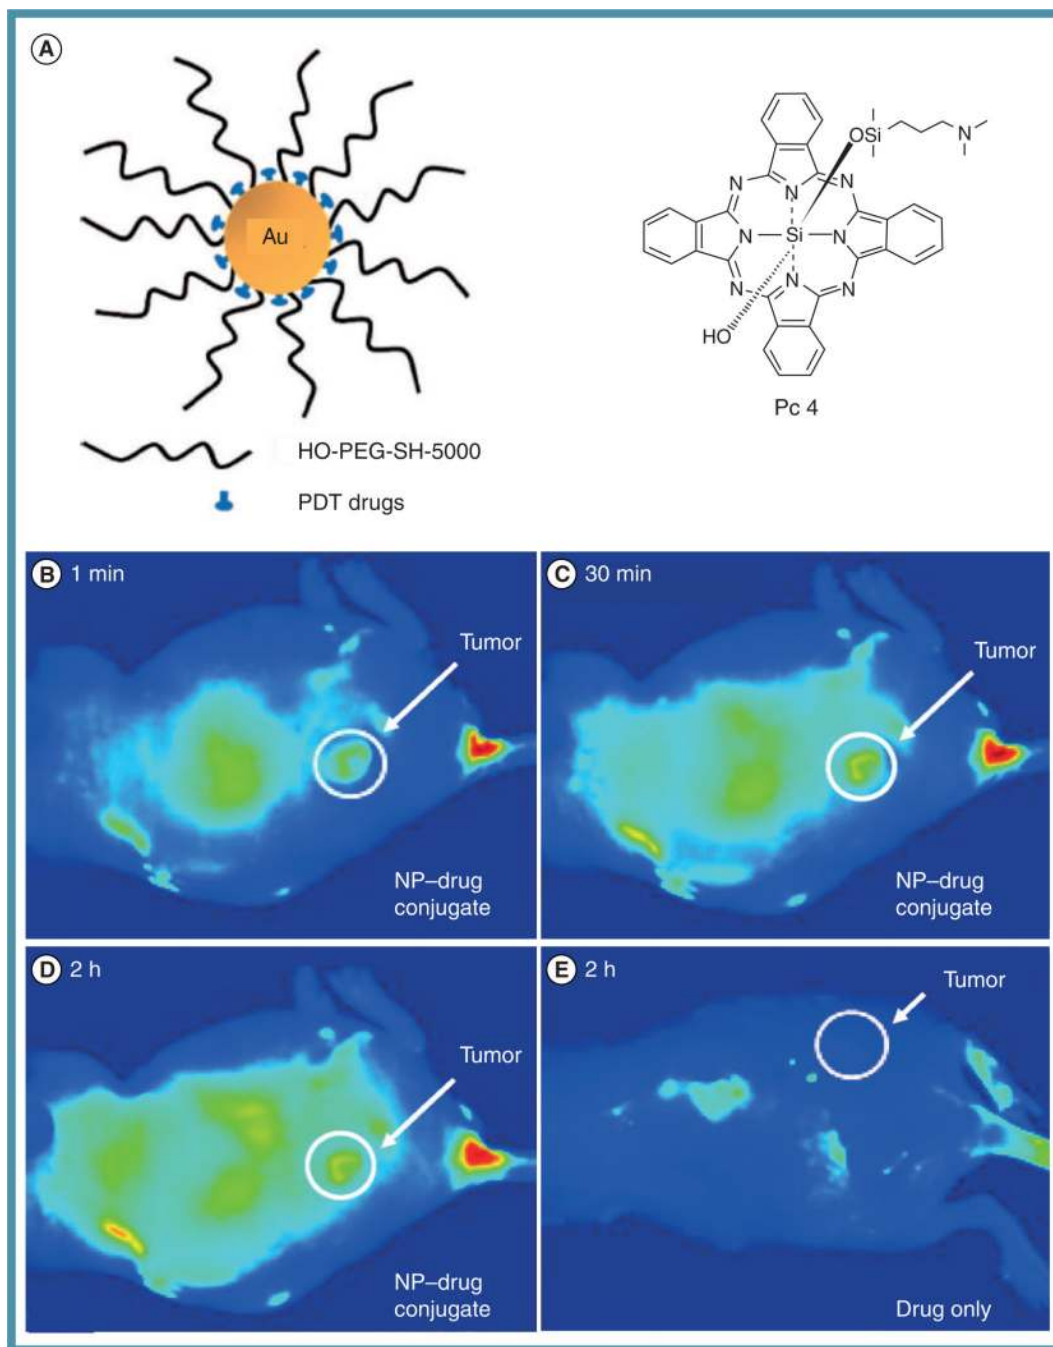 A
Au
HO-PEG-SH-5000
PDT drugs
OSi
N
N
N
N
N
Si
N
N
N
N
HO
Pc 4
B 1 min
Tumor
NP–drug
conjugate
C 30 min
Tumor
NP–drug
conjugate
D 2 h
Tumor
NP–drug
conjugate
E 2 h
Tumor
Drug only